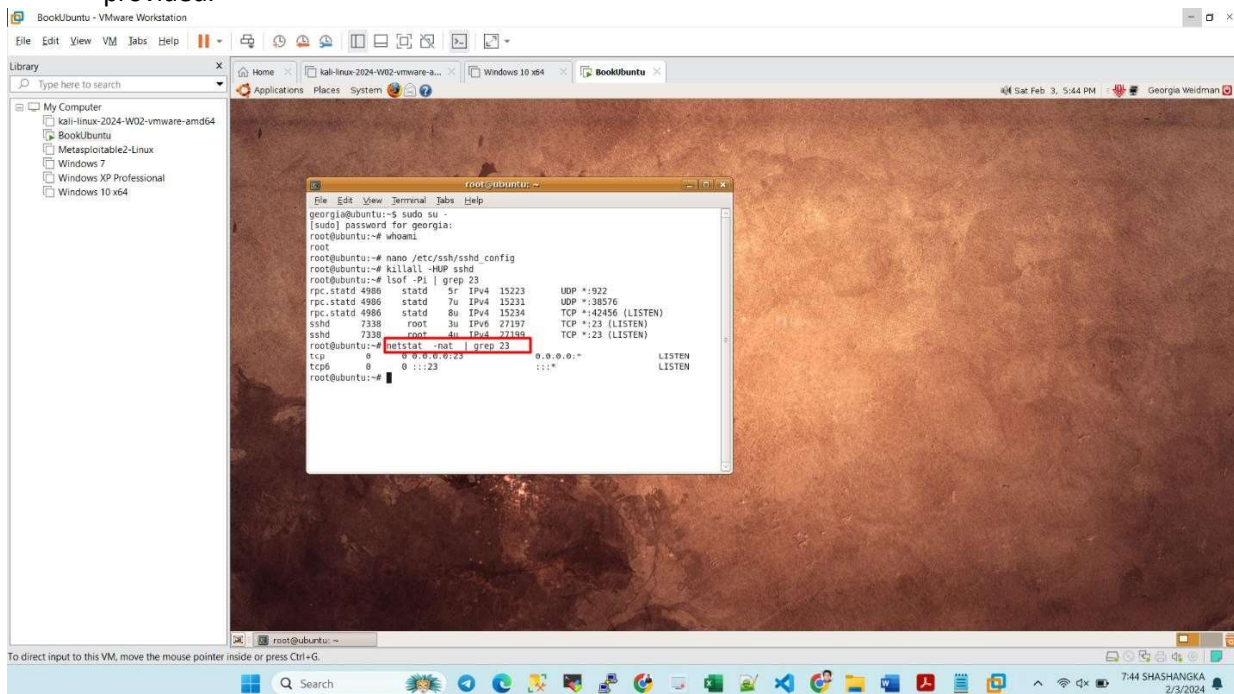 provided.
BookUbuntu - VMware Workstation
File Edit View VM Tabs Help
Library
Type here to search
My Computer
kali-linux-2024-W02-vmware-amd64
BookUbuntu
Metasploitable2-Linux
Windows 7
Windows XP Professional
Windows 10 x64
Home kali-linux-2024-W02-vmware-a... Windows 10 x64 BookUbuntu
Applications Places System Sat Feb 3, 5:44 PM Georgia Weidman
root@ubuntu: ~
File Edit View Terminal Tabs Help
georgia@ubuntu:~$ sudo su -
[sudo] password for georgia:
root@ubuntu:~# whoami
root
root@ubuntu:~# nano /etc/ssh/sshd_config
root@ubuntu:~# killall -HUP sshd
root@ubuntu:~# lsof -Pi | grep 23
rpc.statd 4986 statd 5r IPv4 15223 UDP *:922
rpc.statd 4986 statd 7u IPv4 15231 UDP *:38576
rpc.statd 4986 statd 8u IPv4 15234 TCP *:42456 (LISTEN)
sshd 7338 root 3u IPv6 27197 TCP *:23 (LISTEN)
sshd 7338 root 4u IPv4 27199 TCP *:23 (LISTEN)
root@ubuntu:~# netstat -nat | grep 23
tcp 0 0 0.0.0.0:23 0.0.0.0:* LISTEN
tcp6 0 0 :::23 :::* LISTEN
root@ubuntu:~#
root@ubuntu: ~
To direct input to this VM, move the mouse pointer inside or press Ctrl+G.
Search
7:44 SHASHANGKA
2/3/2024